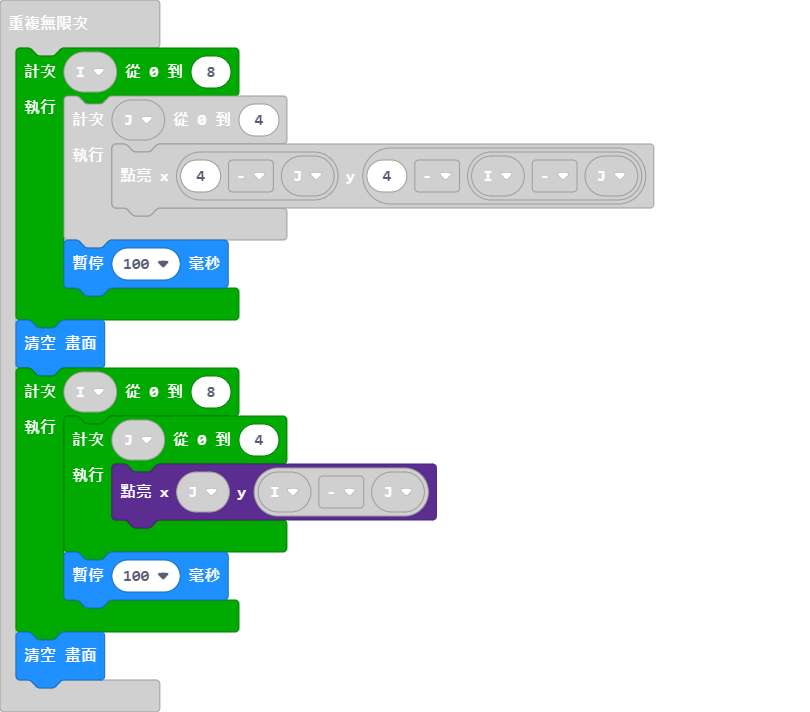 重複無限次
計次 I 從 0 到 8
執行
計次 J 從 0 到 4
執行
點亮 x 4 - J y 4 - I - J
暫停 100 毫秒
清空 畫面
計次 I 從 0 到 8
執行
計次 J 從 0 到 4
執行
點亮 x J y I - J
暫停 100 毫秒
清空 畫面